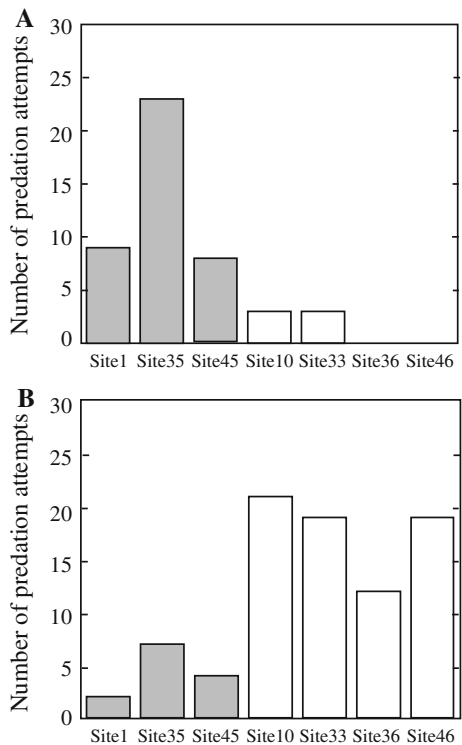 A
30
25
20
15
10
5
0
Number of predation attempts
Site1 Site35 Site45 Site10 Site33 Site36 Site46
B
30
25
20
15
10
5
0
Number of predation attempts
Site1 Site35 Site45 Site10 Site33 Site36 Site46